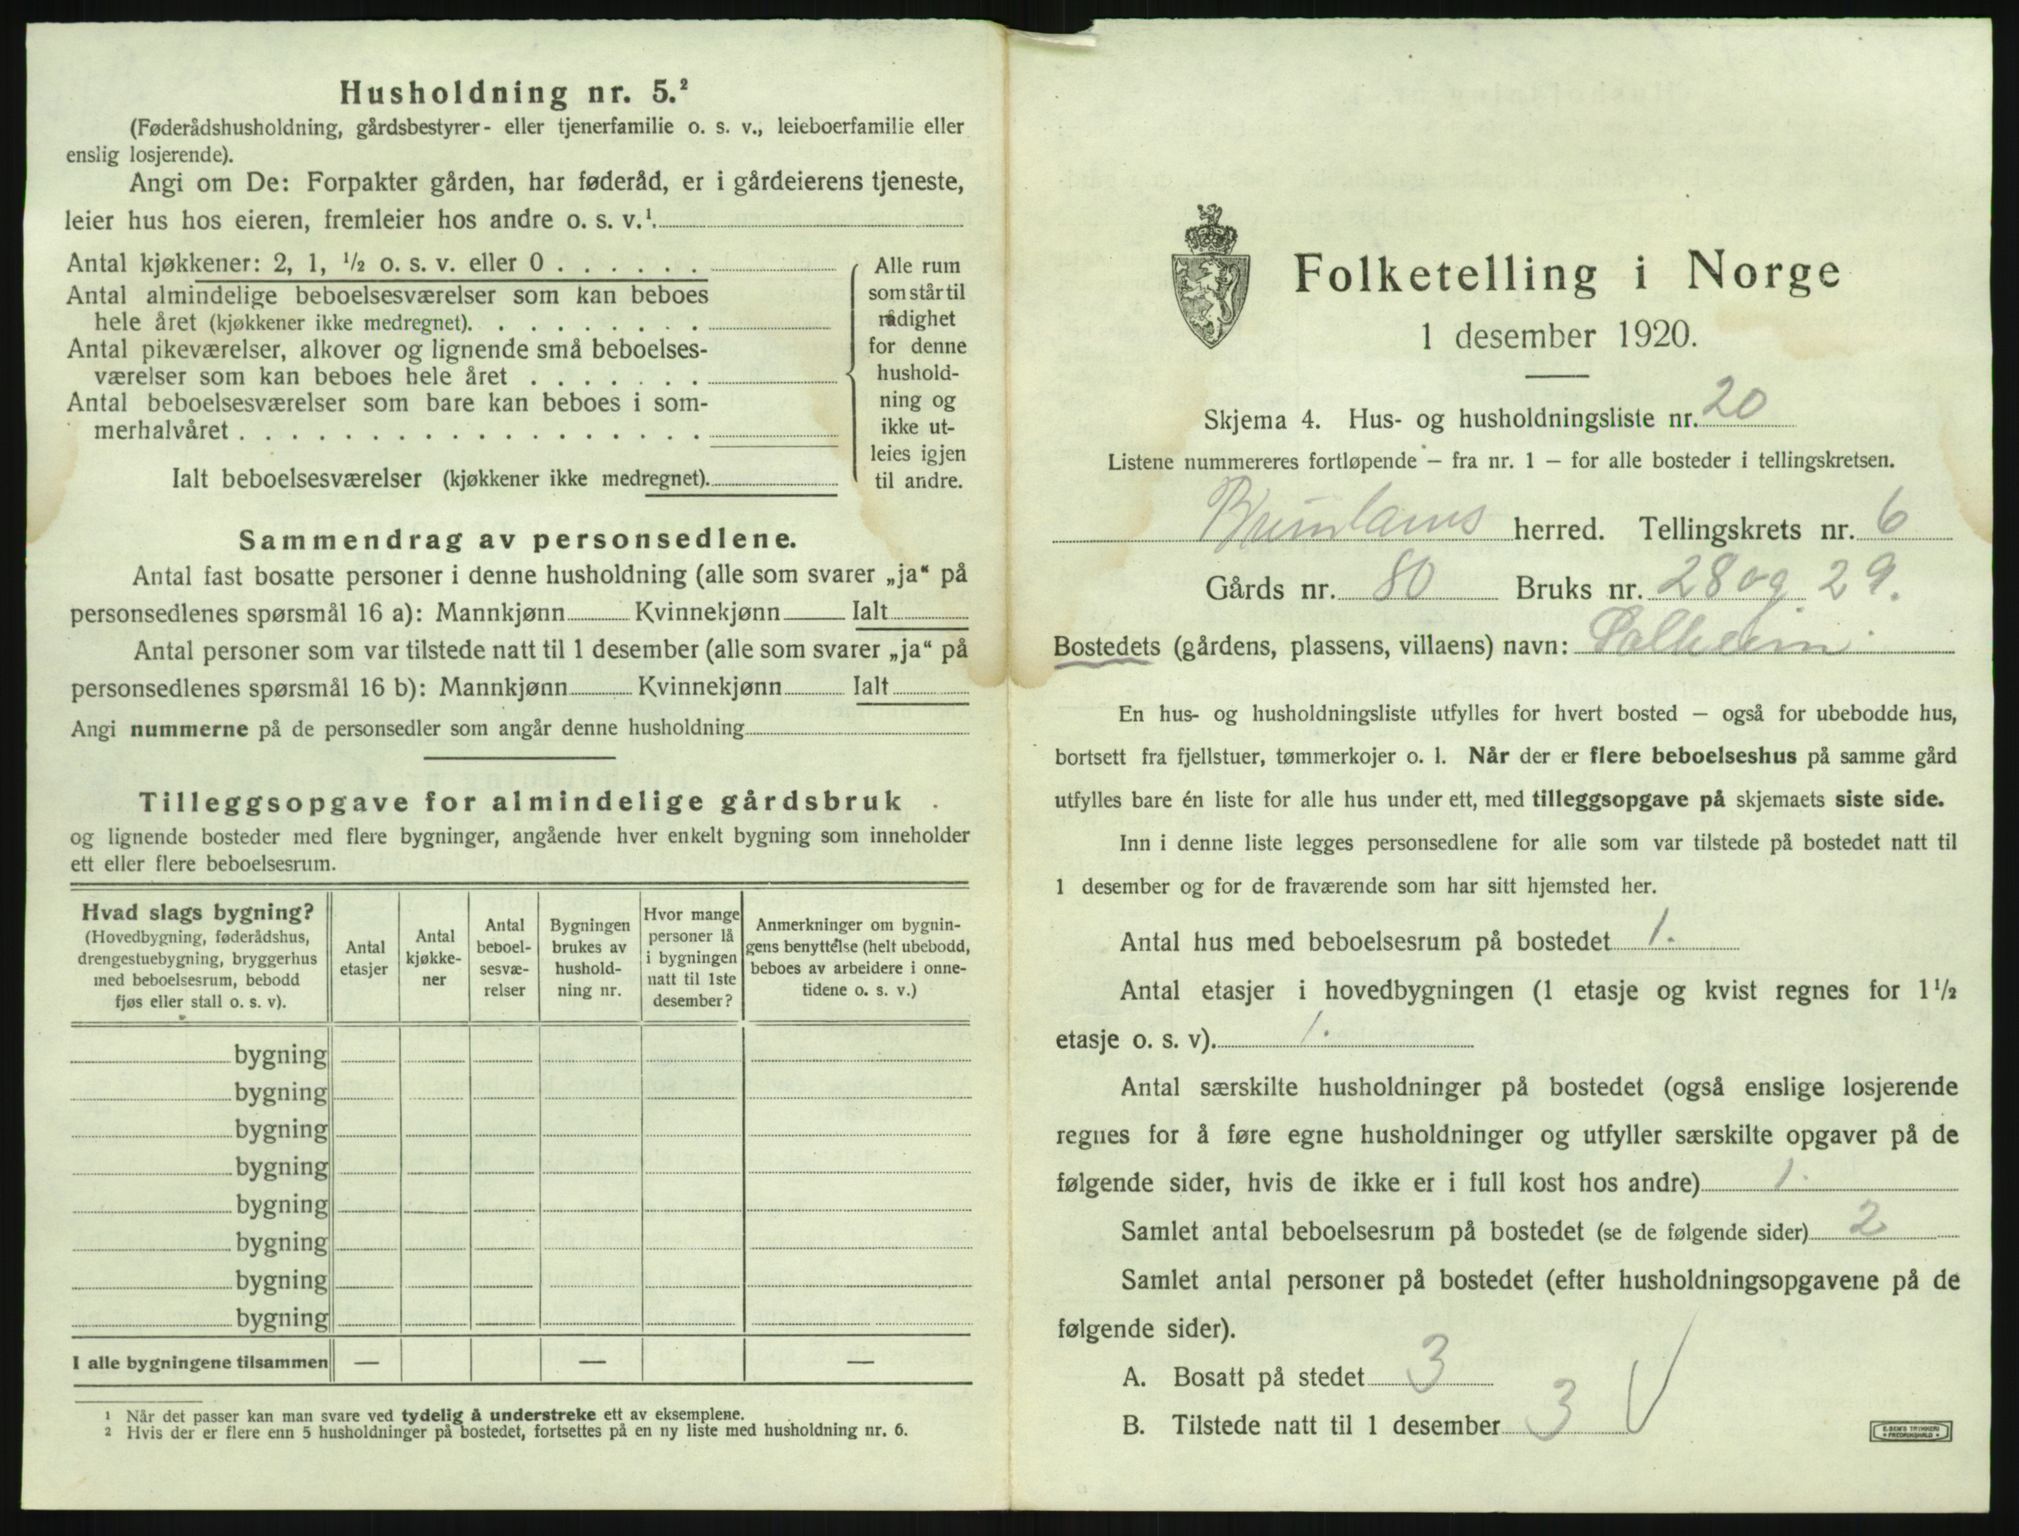 Husholdning nr. 5.²
(Føderådshusholdning, gårdsbestyrer- eller tjenerfamilie o. s. v., leieboerfamilie eller
enslig losjerende).
Angi om De: Forpakter gården, har føderåd, er i gårdeierens tjeneste,
leier hus hos eieren, fremleier hos andre o. s. v.¹.
Antal kjøkkener: 2, 1, ½ o. s. v. eller 0 . . . . . .
Antal almindelige beboelsesværelser som kan beboes
hele året (kjøkkener ikke medregnet). . . . . . . . .
Antal pikeværelser, alkover og lignende små beboelses-
værelser som kan beboes hele året . . . . . . .
Antal beboelsesværelser som bare kan beboes i som-
merhalvåret . . . . . . . . . . . . . . . . . .
Ialt beboelsesværelser (kjøkkener ikke medregnet).
Alle rum
som står til
rådighet
for denne
hushold-
ning og
ikke ut-
leies igjen
til andre.
Sammendrag av personsedlene.
Antal fast bosatte personer i denne husholdning (alle som svarer „ja“ på
personsedlenes spørsmål 16 a): Mannkjønn Kvinnekjønn Ialt
Antal personer som var tilstede natt til 1 desember (alle som svarer „ja“ på
personsedlenes spørsmål 16 b): Mannkjønn Kvinnekjønn Ialt
Angi nummerne på de personsedler som angår denne husholdning
Tilleggsopgave for almindelige gårdsbruk
og lignende bosteder med flere bygninger, angående hver enkelt bygning som inneholder
ett eller flere beboelsesrum.
Hvad slags bygning?
(Hovedbygning, føderådshus,
drengestuebygning, bryggerhus
med beboelsesrum, bebodd
fjøs eller stall o. s. v).
Antal
etasjer
Antal
kjøkke-
ner
Antal
beboel-
sesvæ-
relser
Bygningen
brukes av
hushold-
ning nr.
Hvor mange
personer lå
i bygningen
natt til 1ste
desember?
Anmerkninger om bygnin-
gens benyttelse (helt ubebodd,
beboes av arbeidere i onne-
tidene o. s. v.)
bygning
bygning
bygning
bygning
bygning
bygning
bygning
bygning
I alle bygningene tilsammen — — —
¹ Når det passer kan man svare ved tydelig å understreke ett av eksemplene.
² Hvis der er flere enn 5 husholdninger på bostedet, fortsettes på en ny liste med husholdning nr. 6.
Folketelling i Norge
1 desember 1920.
Skjema 4. Hus- og husholdningsliste nr. 20
Listene nummereres fortløpende – fra nr. 1 – for alle bosteder i tellingskretsen.
Brunlanes herred. Tellingskrets nr. 6
Gårds nr. 80 Bruks nr. 28 og 29.
Bostedets (gårdens, plassens, villaens) navn: Solheim.
En hus- og husholdningsliste utfylles for hvert bosted – også for ubebodde hus,
bortsett fra fjellstuer, tømmerkojer o. l. Når der er flere beboelseshus på samme gård
utfylles bare én liste for alle hus under ett, med tilleggsopgave på skjemaets siste side.
Inn i denne liste legges personsedlene for alle som var tilstede på bostedet natt til
1 desember og for de fraværende som har sitt hjemsted her.
Antal hus med beboelsesrum på bostedet 1.
Antal etasjer i hovedbygningen (1 etasje og kvist regnes for 1½
etasje o. s. v). 1.
Antal særskilte husholdninger på bostedet (også enslige losjerende
regnes for å føre egne husholdninger og utfyller særskilte opgaver på de
følgende sider, hvis de ikke er i full kost hos andre) 1.
Samlet antal beboelsesrum på bostedet (se de følgende sider) 2
Samlet antal personer på bostedet (efter husholdningsopgavene på de
følgende sider).
A. Bosatt på stedet 3
B. Tilstede natt til 1 desember 3 V
E. SEM'S TRYKKERI
FREDRIKSHALD